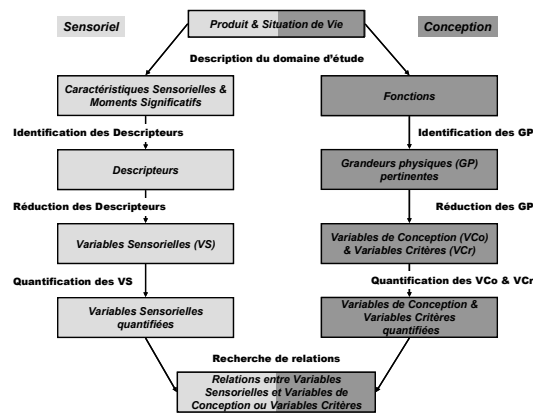 Sensoriel
Produit & Situation de Vie
Conception
Description du domaine d'étude
Caractéristiques Sensorielles &
Moments Significatifs
Fonctions
Identification des Descripteurs
Identification des GP
Descripteurs
Grandeurs physiques (GP)
pertinentes
Réduction des Descripteurs
Réduction des GP
Variables Sensorielles (VS)
Variables de Conception (VCo)
& Variables Critères (VCr)
Quantification des VS
Quantification des VCo & VCr
Variables Sensorielles
quantifiées
Variables de Conception &
Variables Critères
quantifiées
Recherche de relations
Relations entre Variables
Sensorielles et Variables de
Conception ou Variables Critères